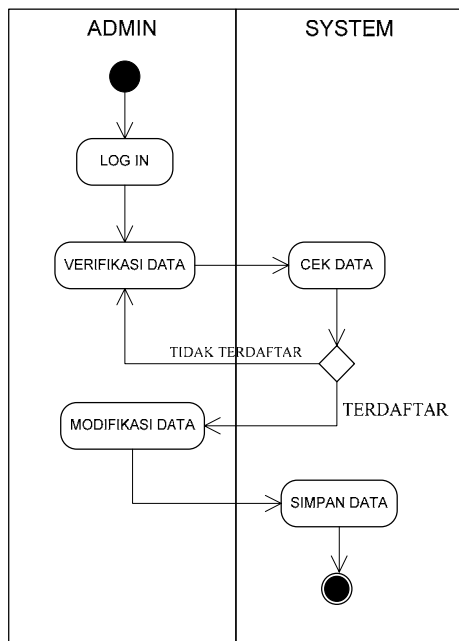 ADMIN
SYSTEM
LOG IN
VERIFIKASI DATA
CEK DATA
TIDAK TERDAFTAR
TERDAFTAR
MODIFIKASI DATA
SIMPAN DATA